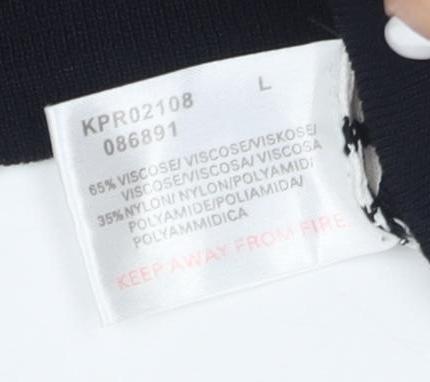 KPR02108 L
086891
65% VISCOSE/ VISCOSE/VISKOSE/
VISCOSE/VISCOSA/ VISCOSA
35% NYLON/ NYLON/POLYAMID/
POLYAMIDE/POLIAMIDA/
POLYAMMIDICA
KEEP AWAY FROM FIRE.